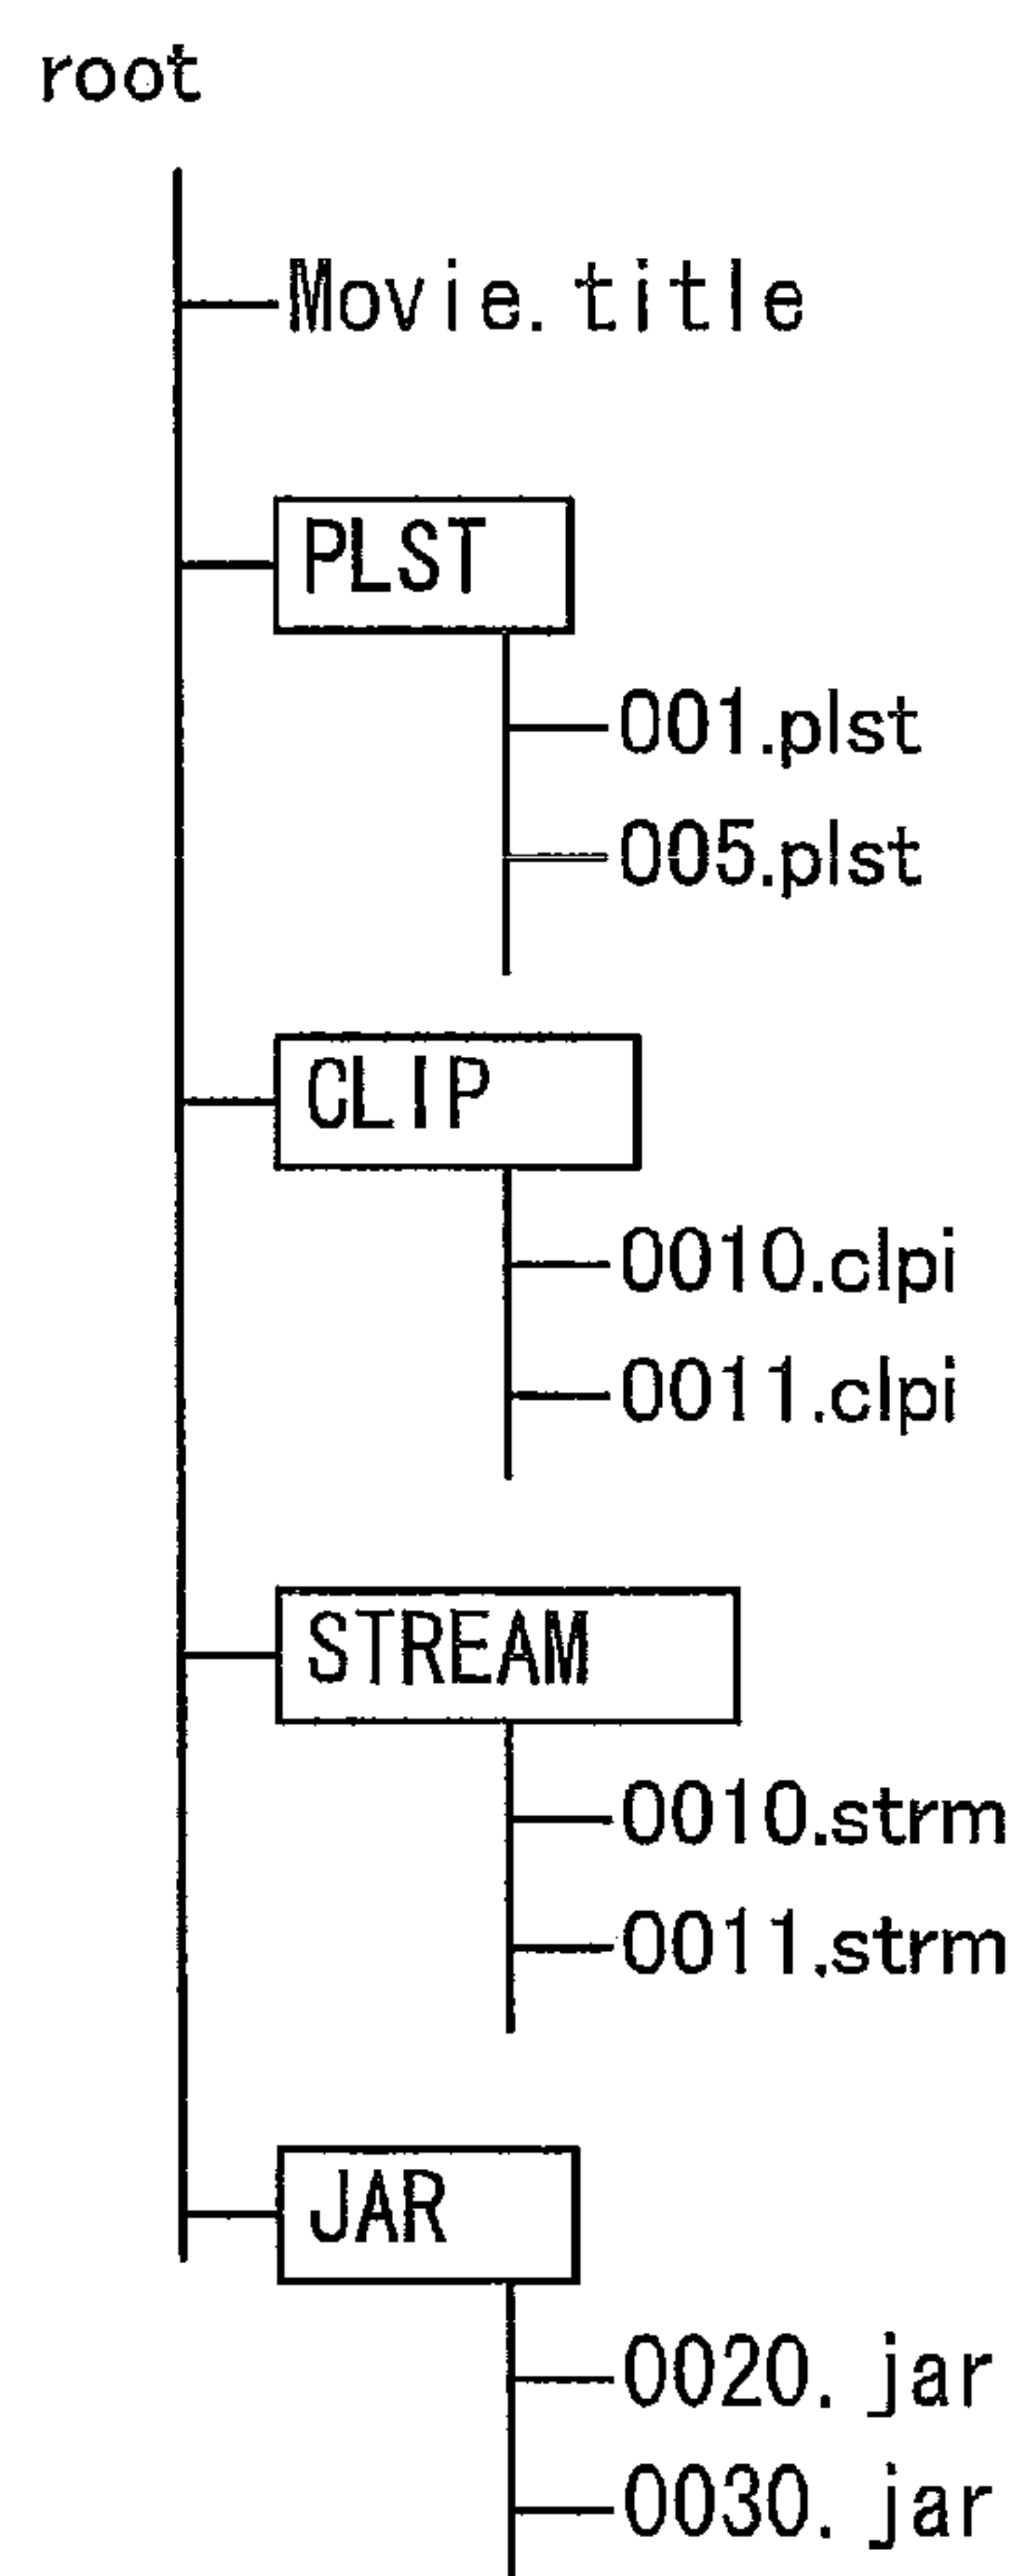 root
Movie.title
PLST
001.plst
005.plst
CLIP
0010.clpi
0011.clpi
STREAM
0010.strm
0011.strm
JAR
0020.jar
0030.jar